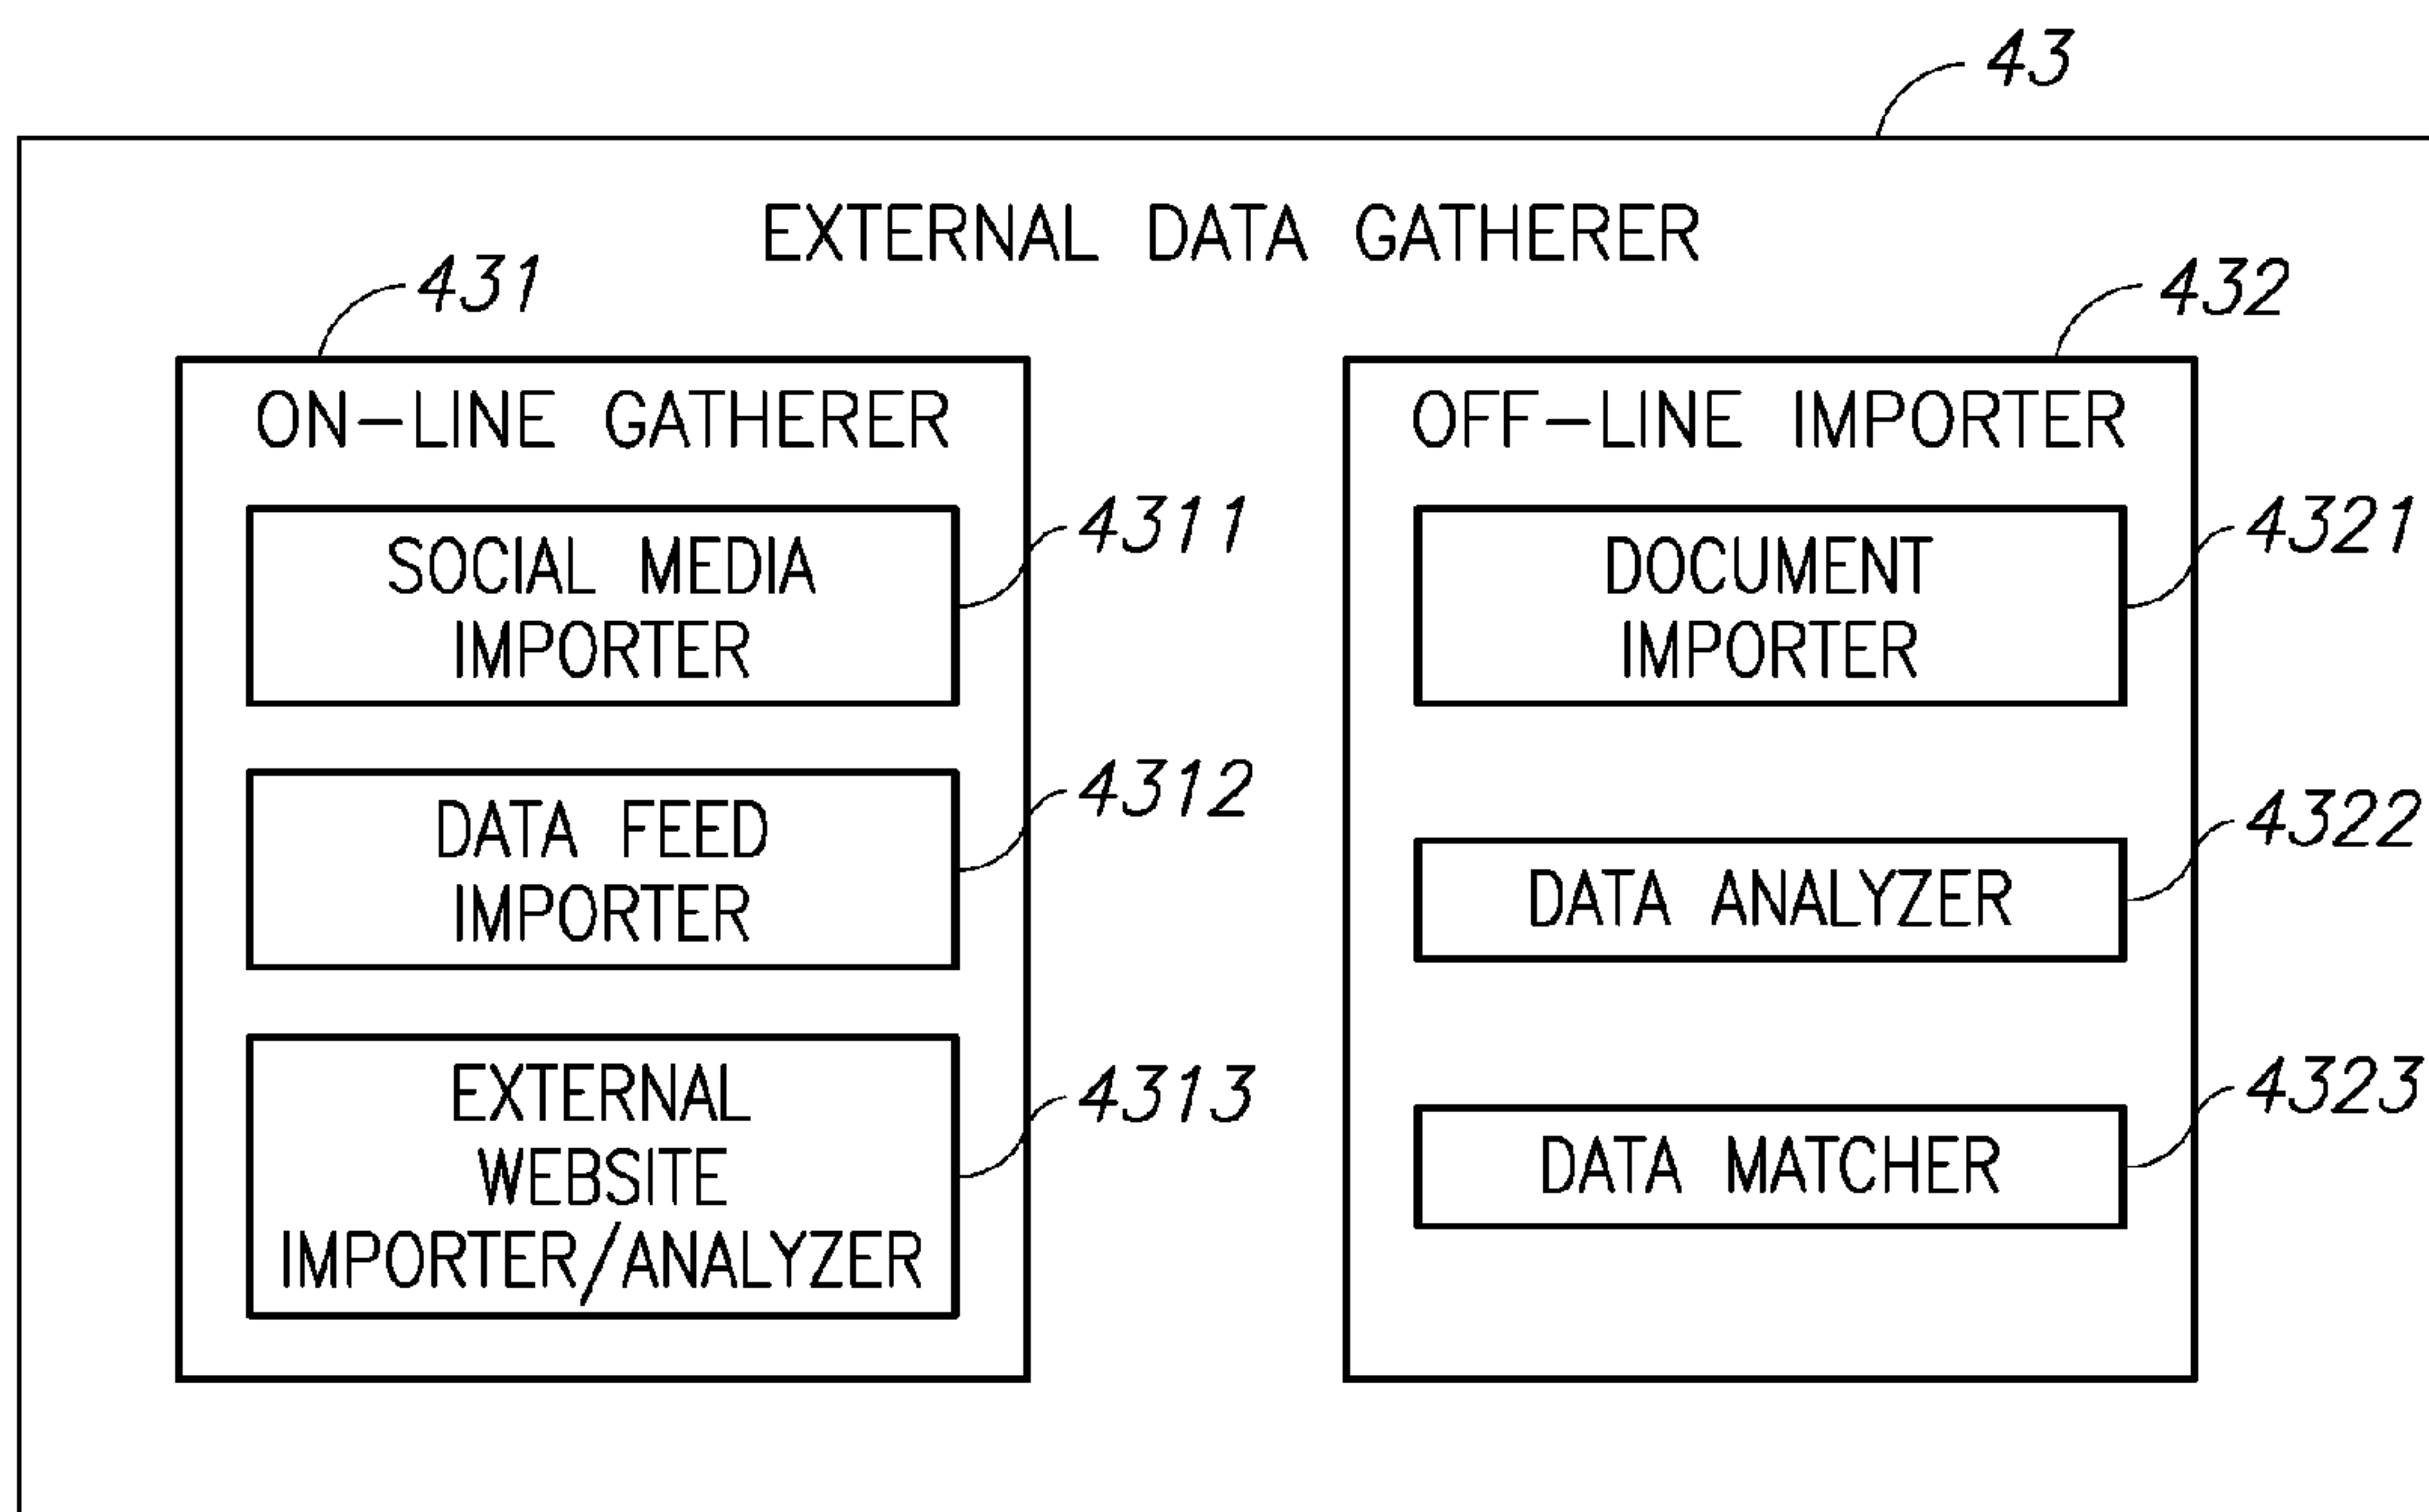 43
EXTERNAL DATA GATHERER
431
ON-LINE GATHERER
SOCIAL MEDIA
IMPORTER
4311
DATA FEED
IMPORTER
4312
EXTERNAL
WEBSITE
IMPORTER/ANALYZER
4313
432
OFF-LINE IMPORTER
DOCUMENT
IMPORTER
4321
DATA ANALYZER
4322
DATA MATCHER
4323